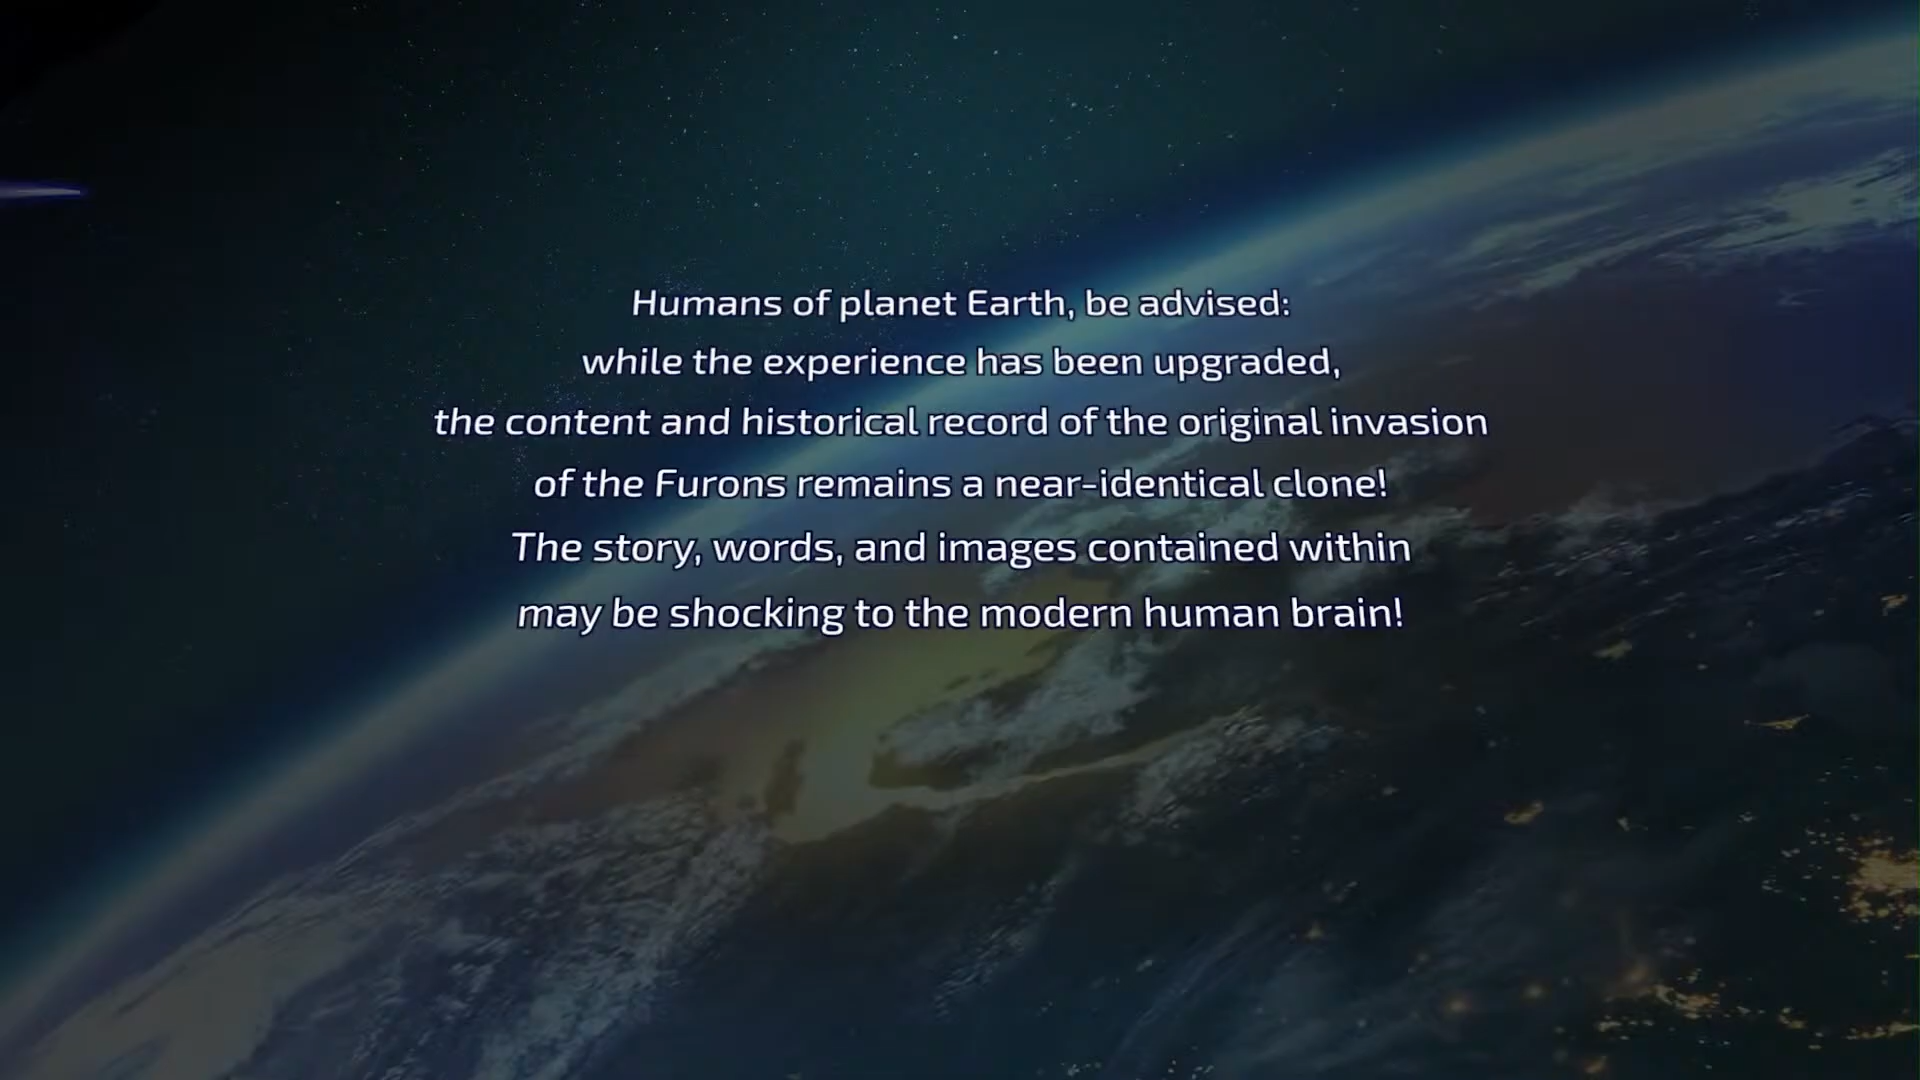 Humans of planet Earth, be advised:
while the experience has been upgraded,
the content and historical record of the original invasion
of the Furons remains a near-identical clone!
The story, words, and images contained within
may be shocking to the modern human brain!